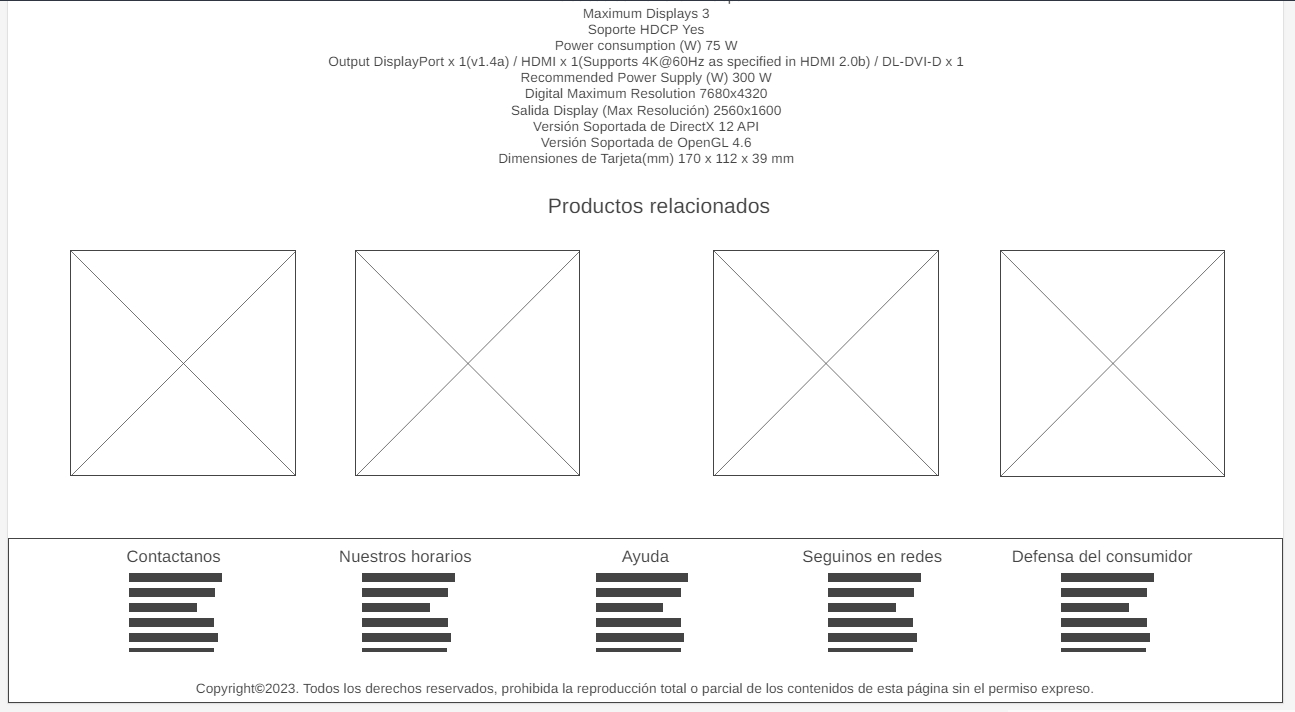 Maximum Displays 3
Soporte HDCP Yes
Power consumption (W) 75 W
Output DisplayPort x 1(v1.4a) / HDMI x 1(Supports 4K@60Hz as specified in HDMI 2.0b) / DL-DVI-D x 1
Recommended Power Supply (W) 300 W
Digital Maximum Resolution 7680x4320
Salida Display (Max Resolución) 2560x1600
Versión Soportada de DirectX 12 API
Versión Soportada de OpenGL 4.6
Dimensiones de Tarjeta(mm) 170 x 112 x 39 mm
Productos relacionados
Contactanos
Nuestros horarios
Ayuda
Seguinos en redes
Defensa del consumidor
Copyright©2023. Todos los derechos reservados, prohibida la reproducción total o parcial de los contenidos de esta página sin el permiso expreso.